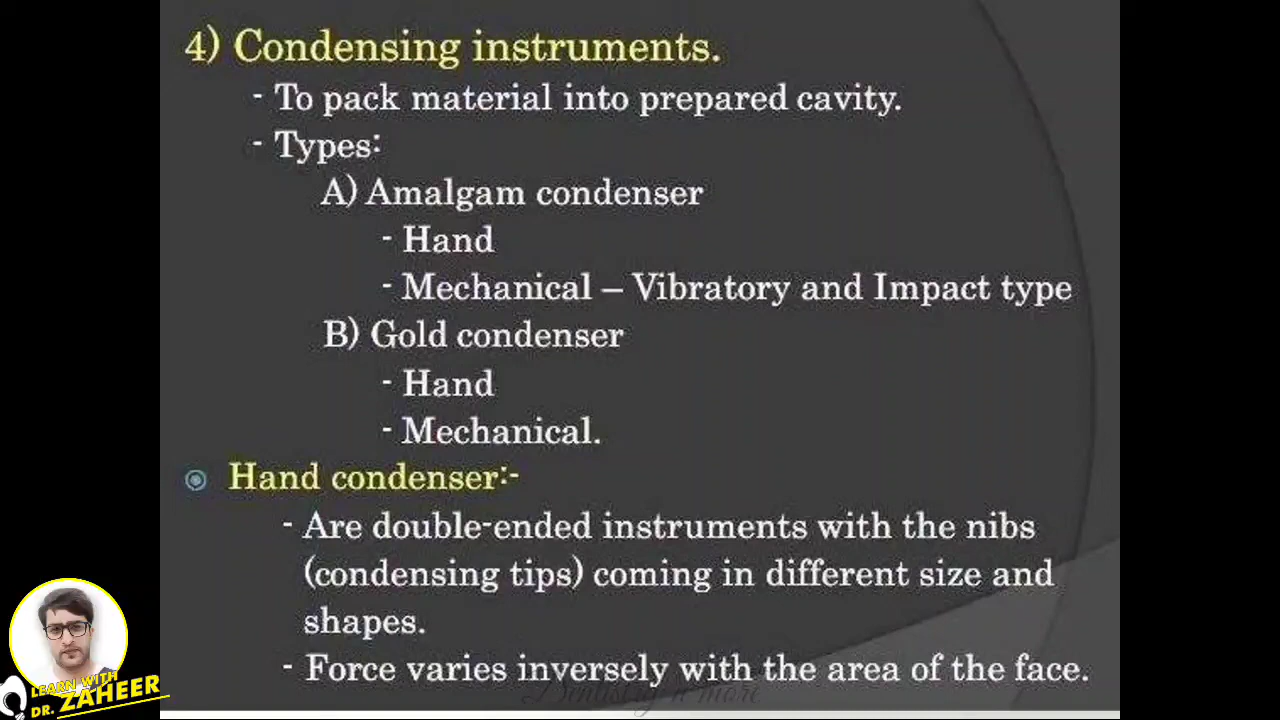 4) Condensing instruments.
- To pack material into prepared cavity.
- Types:
A) Amalgam condenser
- Hand
- Mechanical – Vibratory and Impact type
B) Gold condenser
- Hand
- Mechanical.
Hand condenser:-
- Are double-ended instruments with the nibs
(condensing tips) coming in different size and
shapes.
- Force varies inversely with the area of the face.
Dentistry n more
LEARN WITH
DR. ZAHEER